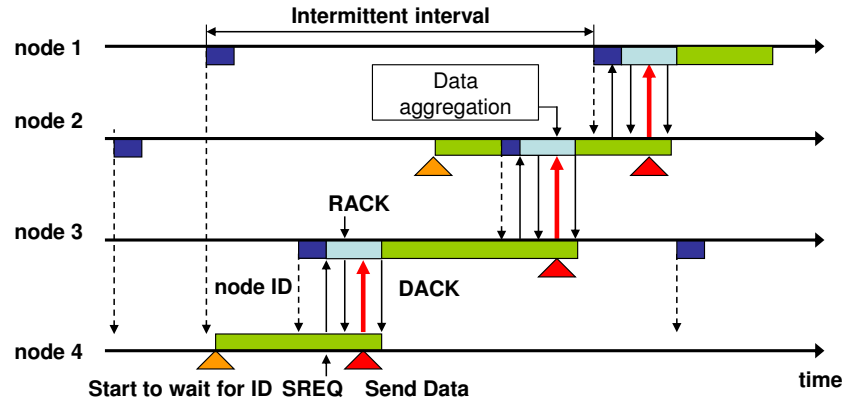 Intermittent interval
node 1
Data
aggregation
node 2
RACK
node 3
node ID
DACK
node 4
time
Start to wait for ID SREQ Send Data